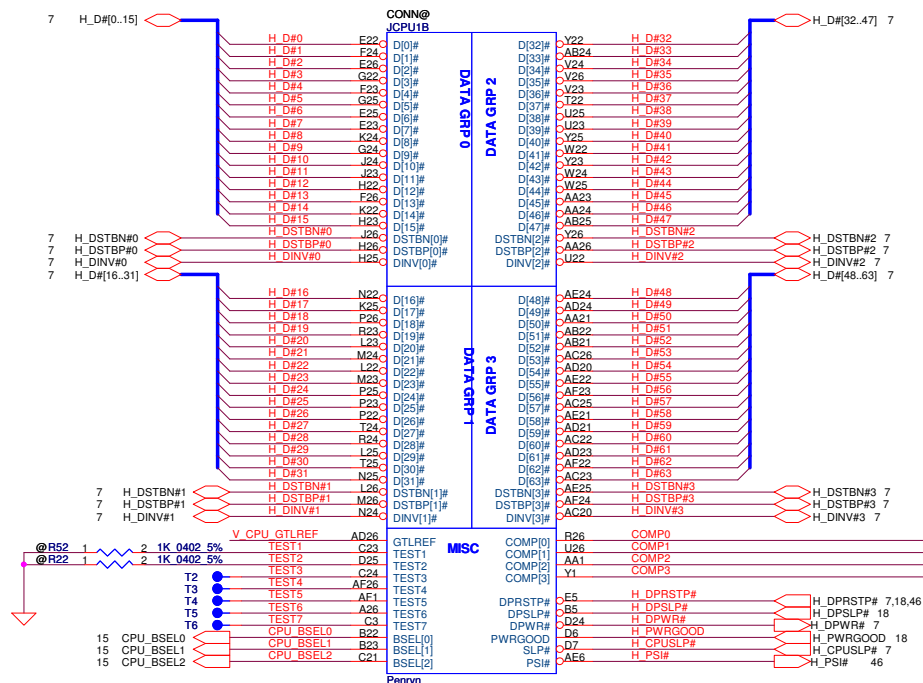 CONN@
7 H_D#[0..15] JCPU1B H_D#[32..47] 7
H_D#0 E22 D[0]# D[32]# Y22 H_D#32
H_D#1 F24 D[1]# D[33]# AB24 H_D#33
H_D#2 E26 D[2]# D[34]# V24 H_D#34
H_D#3 G22 D[3]# D[35]# V26 H_D#35
H_D#4 F23 D[4]# D[36]# V23 H_D#36
H_D#5 G25 D[5]# D[37]# T22 H_D#37
H_D#6 E25 D[6]# D[38]# U25 H_D#38
H_D#7 E23 D[7]# D[39]# U23 H_D#39
H_D#8 K24 D[8]# D[40]# Y25 H_D#40
H_D#9 G24 D[9]# D[41]# W22 H_D#41
H_D#10 J24 D[10]# D[42]# Y23 H_D#42
H_D#11 J23 D[11]# D[43]# W24 H_D#43
H_D#12 H22 D[12]# D[44]# W25 H_D#44
H_D#13 F26 D[13]# D[45]# AA23 H_D#45
H_D#14 K22 D[14]# D[46]# AA24 H_D#46
H_D#15 H23 D[15]# D[47]# AB25 H_D#47
7 H_DSTBN#0 H_DSTBN#0 J26 DSTBN[0]# DSTBN[2]# Y26 H_DSTBN#2 H_DSTBN#2 7
7 H_DSTBP#0 H_DSTBP#0 H26 DSTBP[0]# DSTBP[2]# AA26 H_DSTBP#2 H_DSTBP#2 7
7 H_DINV#0 H_DINV#0 H25 DINV[0]# DINV[2]# U22 H_DINV#2 H_DINV#2 7
DATA GRP 0
DATA GRP 2
7 H_D#[16..31] H_D#[48..63] 7
H_D#16 N22 D[16]# D[48]# AE24 H_D#48
H_D#17 K25 D[17]# D[49]# AD24 H_D#49
H_D#18 P26 D[18]# D[50]# AA21 H_D#50
H_D#19 R23 D[19]# D[51]# AB22 H_D#51
H_D#20 L23 D[20]# D[52]# AB21 H_D#52
H_D#21 M24 D[21]# D[53]# AC26 H_D#53
H_D#22 L22 D[22]# D[54]# AD20 H_D#54
H_D#23 M23 D[23]# D[55]# AE22 H_D#55
H_D#24 P25 D[24]# D[56]# AF23 H_D#56
H_D#25 P23 D[25]# D[57]# AC25 H_D#57
H_D#26 P22 D[26]# D[58]# AE21 H_D#58
H_D#27 T24 D[27]# D[59]# AD21 H_D#59
H_D#28 R24 D[28]# D[60]# AC22 H_D#60
H_D#29 L25 D[29]# D[61]# AD23 H_D#61
H_D#30 T25 D[30]# D[62]# AF22 H_D#62
H_D#31 N25 D[31]# D[63]# AC23 H_D#63
7 H_DSTBN#1 H_DSTBN#1 L26 DSTBN[1]# DSTBN[3]# AE25 H_DSTBN#3 H_DSTBN#3 7
7 H_DSTBP#1 H_DSTBP#1 M26 DSTBP[1]# DSTBP[3]# AF24 H_DSTBP#3 H_DSTBP#3 7
7 H_DINV#1 H_DINV#1 N24 DINV[1]# DINV[3]# AC20 H_DINV#3 H_DINV#3 7
DATA GRP 1
DATA GRP 3
V_CPU_GTLREF AD26 GTLREF MISC COMP[0] R26 COMP0
@R52 1 2 1K_0402_5% TEST1 C23 TEST1 COMP[1] U26 COMP1
@R22 1 2 1K_0402_5% TEST2 D25 TEST2 COMP[2] AA1 COMP2
T2 TEST3 C24 TEST3 COMP[3] Y1 COMP3
T3 TEST4 AF26 TEST4
T4 TEST5 AF1 TEST5 DPRSTP# E5 H_DPRSTP# H_DPRSTP# 7,18,46
T5 TEST6 A26 TEST6 DPSLP# B5 H_DPSLP# H_DPSLP# 18
T6 TEST7 C3 TEST7 DPWR# D24 H_DPWR# H_DPWR# 7
15 CPU_BSEL0 CPU_BSEL0 B22 BSEL[0] PWRGOOD D6 H_PWRGOOD H_PWRGOOD 18
15 CPU_BSEL1 CPU_BSEL1 B23 BSEL[1] SLP# D7 H_CPUSLP# H_CPUSLP# 7
15 CPU_BSEL2 CPU_BSEL2 C21 BSEL[2] PSI# AE6 H_PSI# H_PSI# 46
Penryn